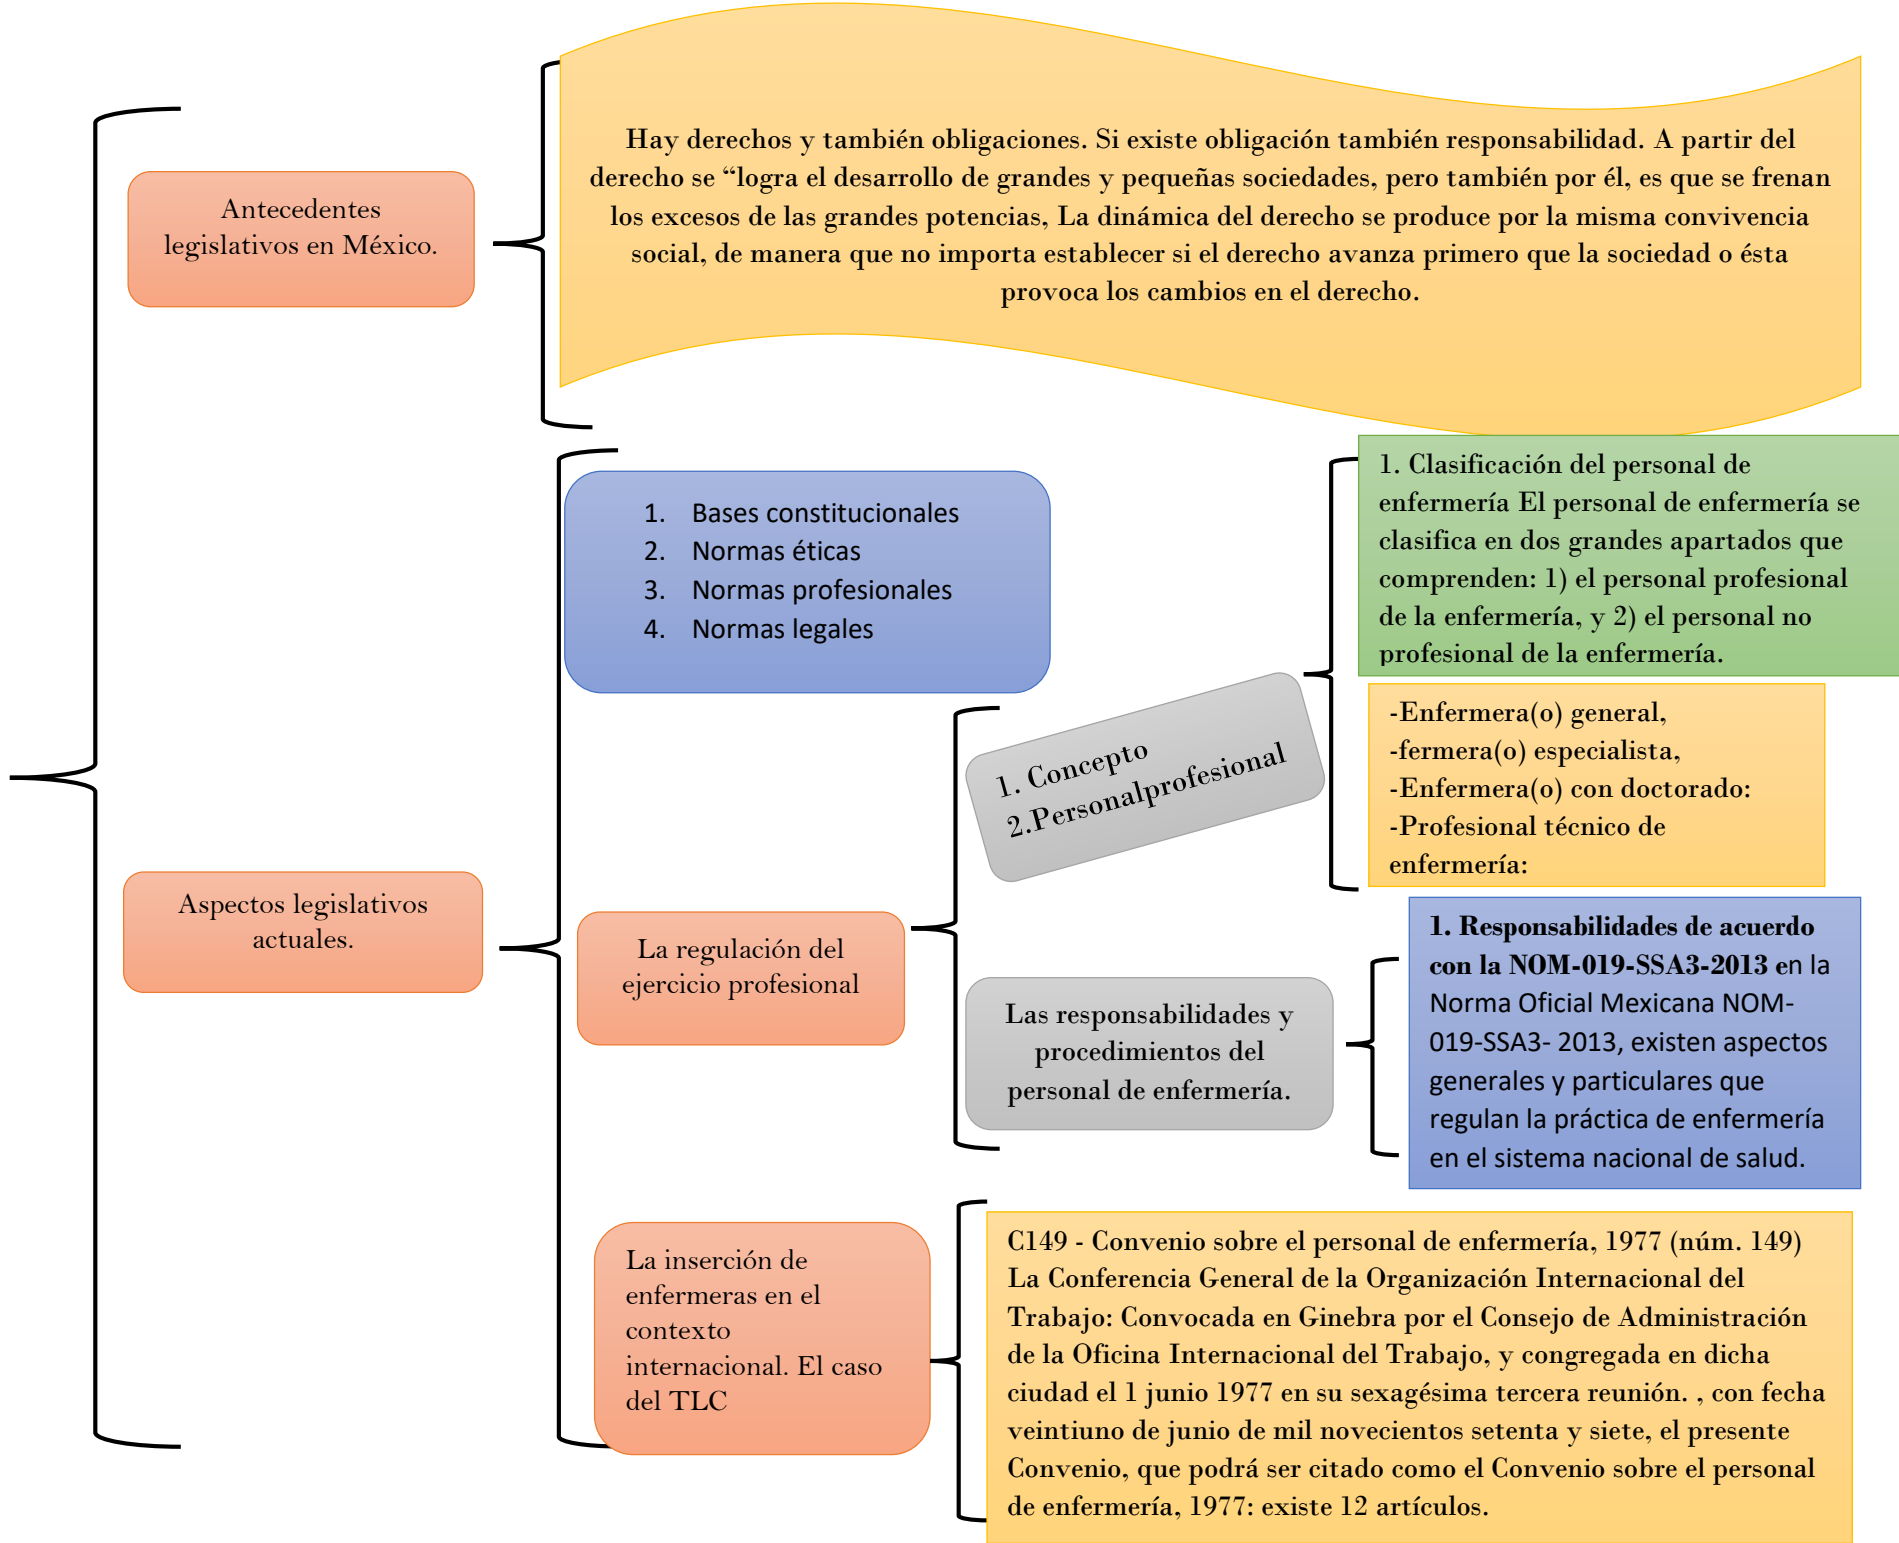 Antecedentes
legislativos en México.
Hay derechos y también obligaciones. Si existe obligación también responsabilidad. A partir del
derecho se “logra el desarrollo de grandes y pequeñas sociedades, pero también por él, es que se frenan
los excesos de las grandes potencias, La dinámica del derecho se produce por la misma convivencia
social, de manera que no importa establecer si el derecho avanza primero que la sociedad o ésta
provoca los cambios en el derecho.
Aspectos legislativos
actuales.
1. Bases constitucionales
2. Normas éticas
3. Normas profesionales
4. Normas legales
La regulación del
ejercicio profesional
1. Concepto
2.Personalprofesional
1. Clasificación del personal de
enfermería El personal de enfermería se
clasifica en dos grandes apartados que
comprenden: 1) el personal profesional
de la enfermería, y 2) el personal no
profesional de la enfermería.
-Enfermera(o) general,
-fermera(o) especialista,
-Enfermera(o) con doctorado:
-Profesional técnico de
enfermería:
Las responsabilidades y
procedimientos del
personal de enfermería.
1. Responsabilidades de acuerdo
con la NOM-019-SSA3-2013 en la
Norma Oficial Mexicana NOM-
019-SSA3- 2013, existen aspectos
generales y particulares que
regulan la práctica de enfermería
en el sistema nacional de salud.
La inserción de
enfermeras en el
contexto
internacional. El caso
del TLC
C149 - Convenio sobre el personal de enfermería, 1977 (núm. 149)
La Conferencia General de la Organización Internacional del
Trabajo: Convocada en Ginebra por el Consejo de Administración
de la Oficina Internacional del Trabajo, y congregada en dicha
ciudad el 1 junio 1977 en su sexagésima tercera reunión. , con fecha
veintiuno de junio de mil novecientos setenta y siete, el presente
Convenio, que podrá ser citado como el Convenio sobre el personal
de enfermería, 1977: existe 12 artículos.